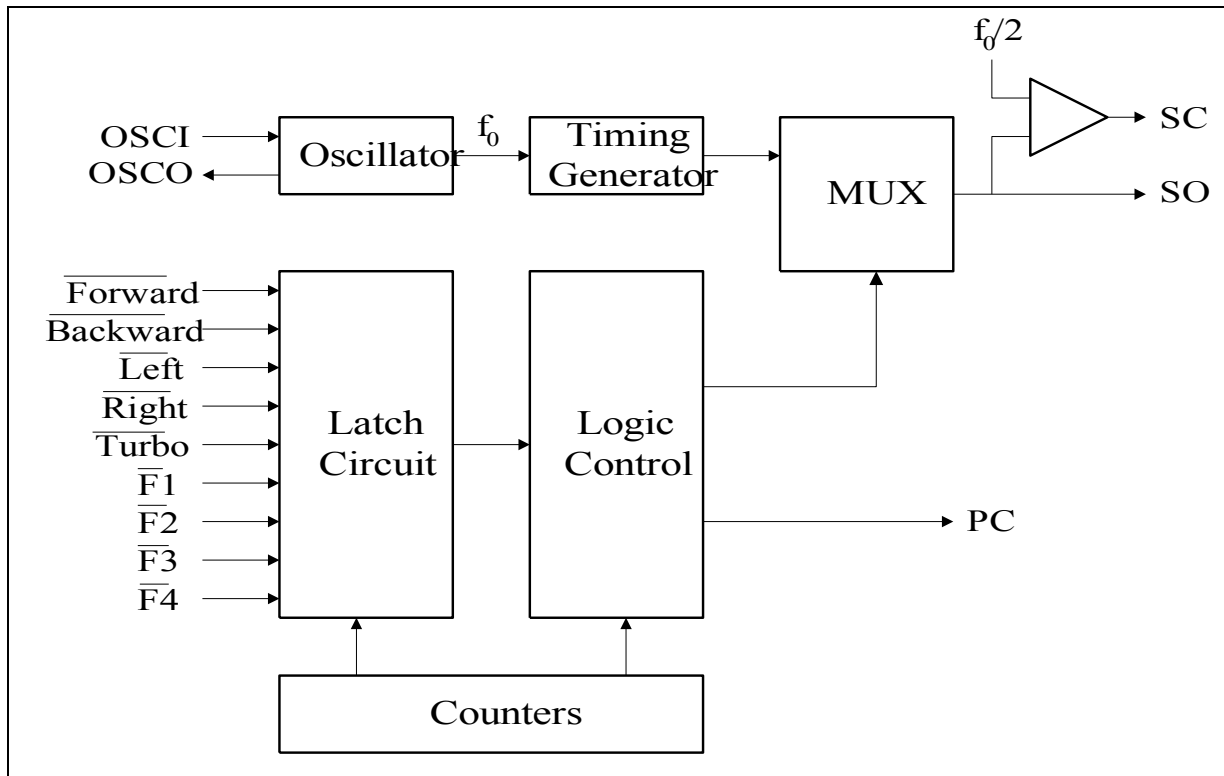 f₀/2
OSCI
OSCO
Oscillator
f₀
Timing
Generator
MUX
SC
SO
Forward
Backward
Left
Right
Turbo
F1
F2
F3
F4
Latch
Circuit
Logic
Control
PC
Counters